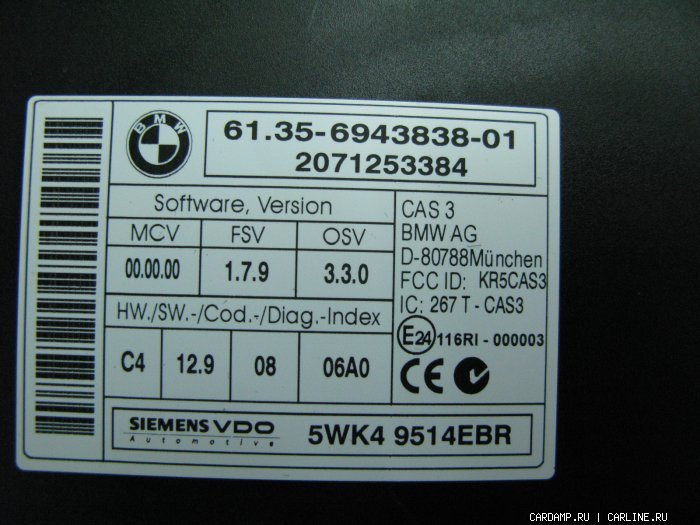 BMW
61.35-6943838-01
2071253384
Software, Version
MCV FSV OSV
00.00.00 1.7.9 3.3.0
HW./SW.-/Cod.-/Diag.-Index
C4 12.9 08 06A0
CAS 3
BMW AG
D-80788München
FCC ID: KR5CAS3
IC: 267 T - CAS3
E24 116RI - 000003
CE
SIEMENS VDO
Automotive
5WK4 9514EBR
CARDAMP.RU | CARLINE.RU